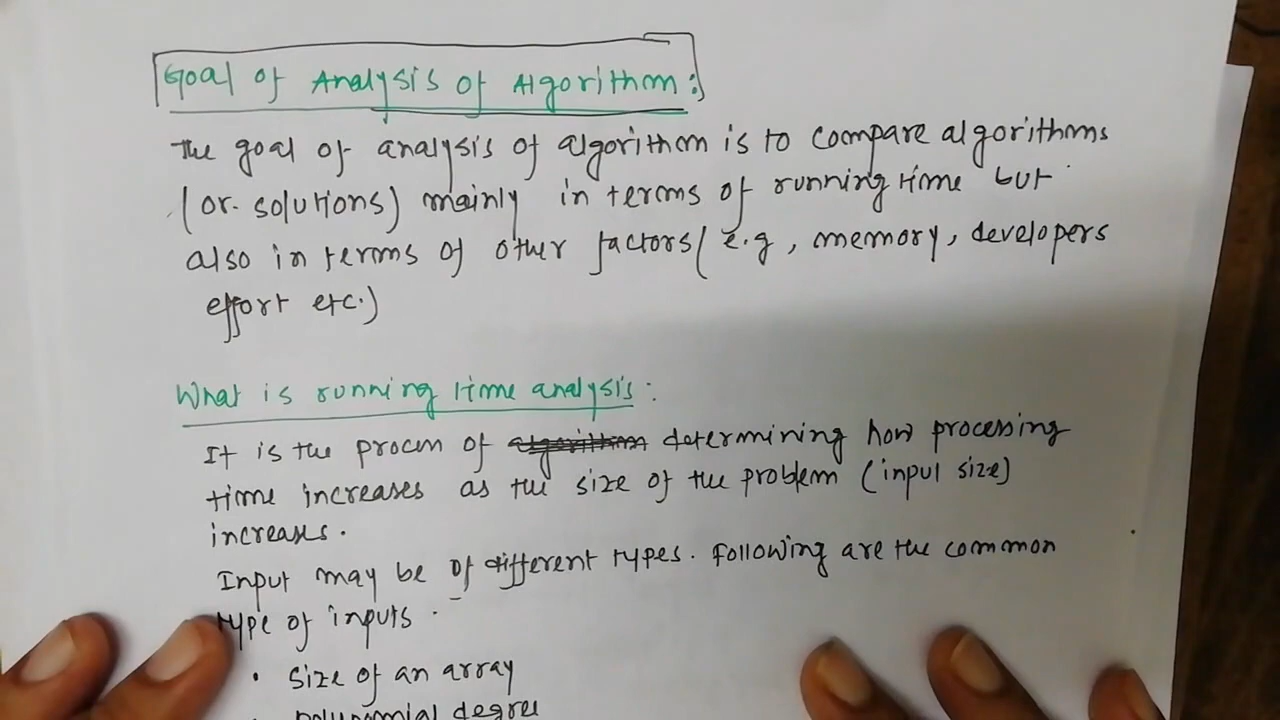 Goal of Analysis of Algorithm:
The goal of analysis of algorithm is to compare algorithms
(or solutions) mainly in terms of running time but
also in terms of other factors (e.g, memory, developers
effort etc.)
What is running time analysis:
It is the process of algorithm determining how processing
time increases as the size of the problem (input size)
increases.
Input may be of different types. Following are the common
type of inputs.
• Size of an array
• Polynomial degree